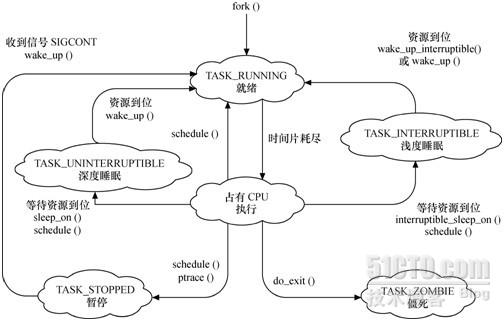 fork ()
收到信号 SIGCONT
wake_up ()
资源到位
wake_up_interruptible()
或 wake_up ()
TASK_RUNNING
就绪
资源到位
wake_up ()
schedule ()
时间片耗尽
TASK_INTERRUPTIBLE
浅度睡眠
TASK_UNINTERRUPTIBLE
深度睡眠
占有 CPU
执行
等待资源到位
sleep_on ()
schedule ()
等待资源到位
interruptible_sleep_on ()
schedule ()
schedule ()
ptrace ()
do_exit ()
TASK_STOPPED
暂停
TASK_ZOMBIE
僵死
51CTO.com
技术博客 Blog